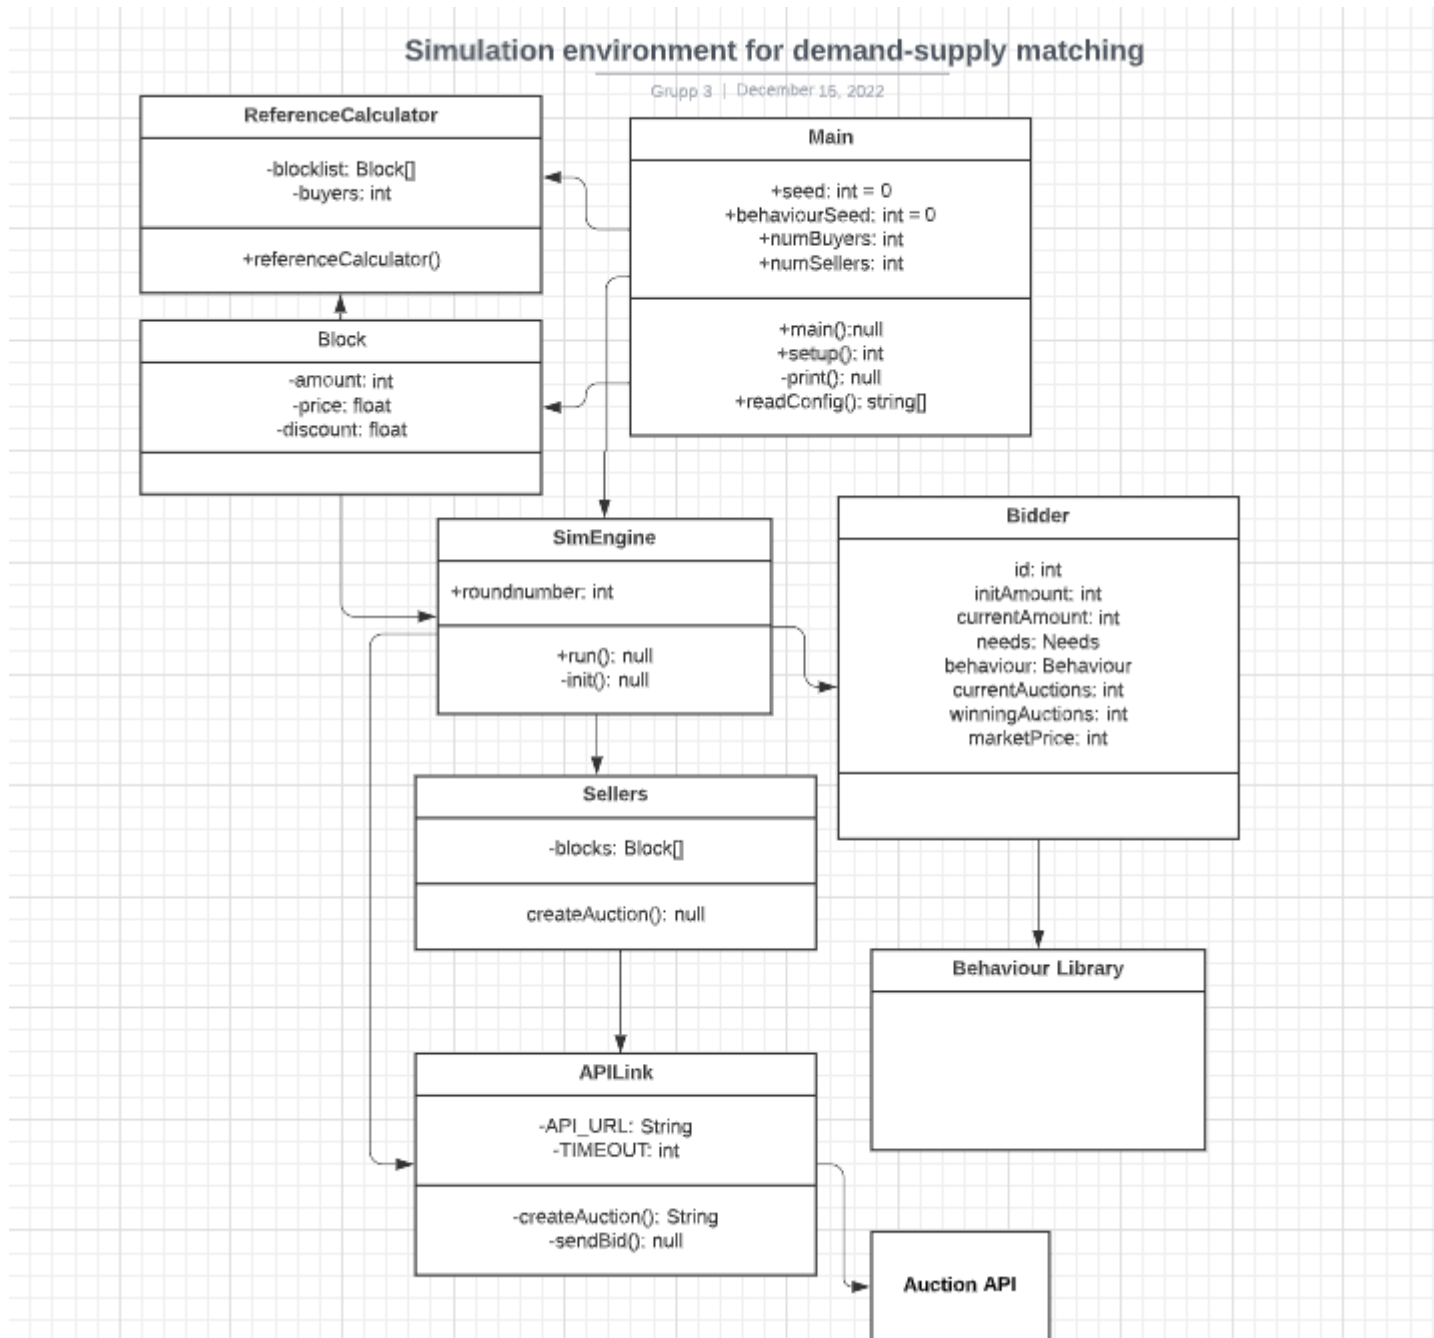 Simulation environment for demand-supply matching
Grupp 3 | December 15, 2022
ReferenceCalculator
-blocklist: Block[]
-buyers: int
+referenceCalculator()
Main
+seed: int = 0
+behaviourSeed: int = 0
+numBuyers: int
+numSellers: int
+main():null
+setup(): int
-print(): null
+readConfig(): string[]
Block
-amount: int
-price: float
-discount: float
SimEngine
+roundnumber: int
+run(): null
-init(): null
Bidder
id: int
initAmount: int
currentAmount: int
needs: Needs
behaviour: Behaviour
currentAuctions: int
winningAuctions: int
marketPrice: int
Sellers
-blocks: Block[]
createAuction(): null
Behaviour Library
APILink
-API_URL: String
-TIMEOUT: int
-createAuction(): String
-sendBid(): null
Auction API